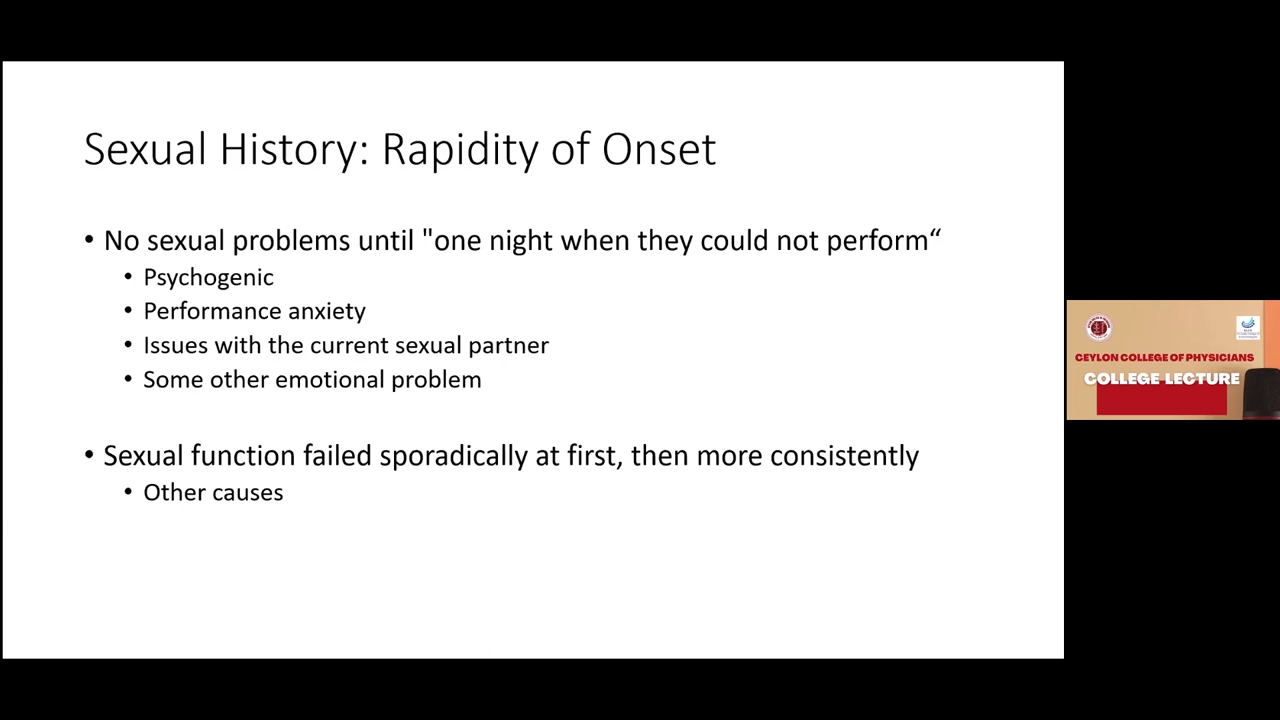 Sexual History: Rapidity of Onset
• No sexual problems until "one night when they could not perform“
• Psychogenic
• Performance anxiety
• Issues with the current sexual partner
• Some other emotional problem
• Sexual function failed sporadically at first, then more consistently
• Other causes
CEYLON COLLEGE OF PHYSICIANS
COLLEGE LECTURE